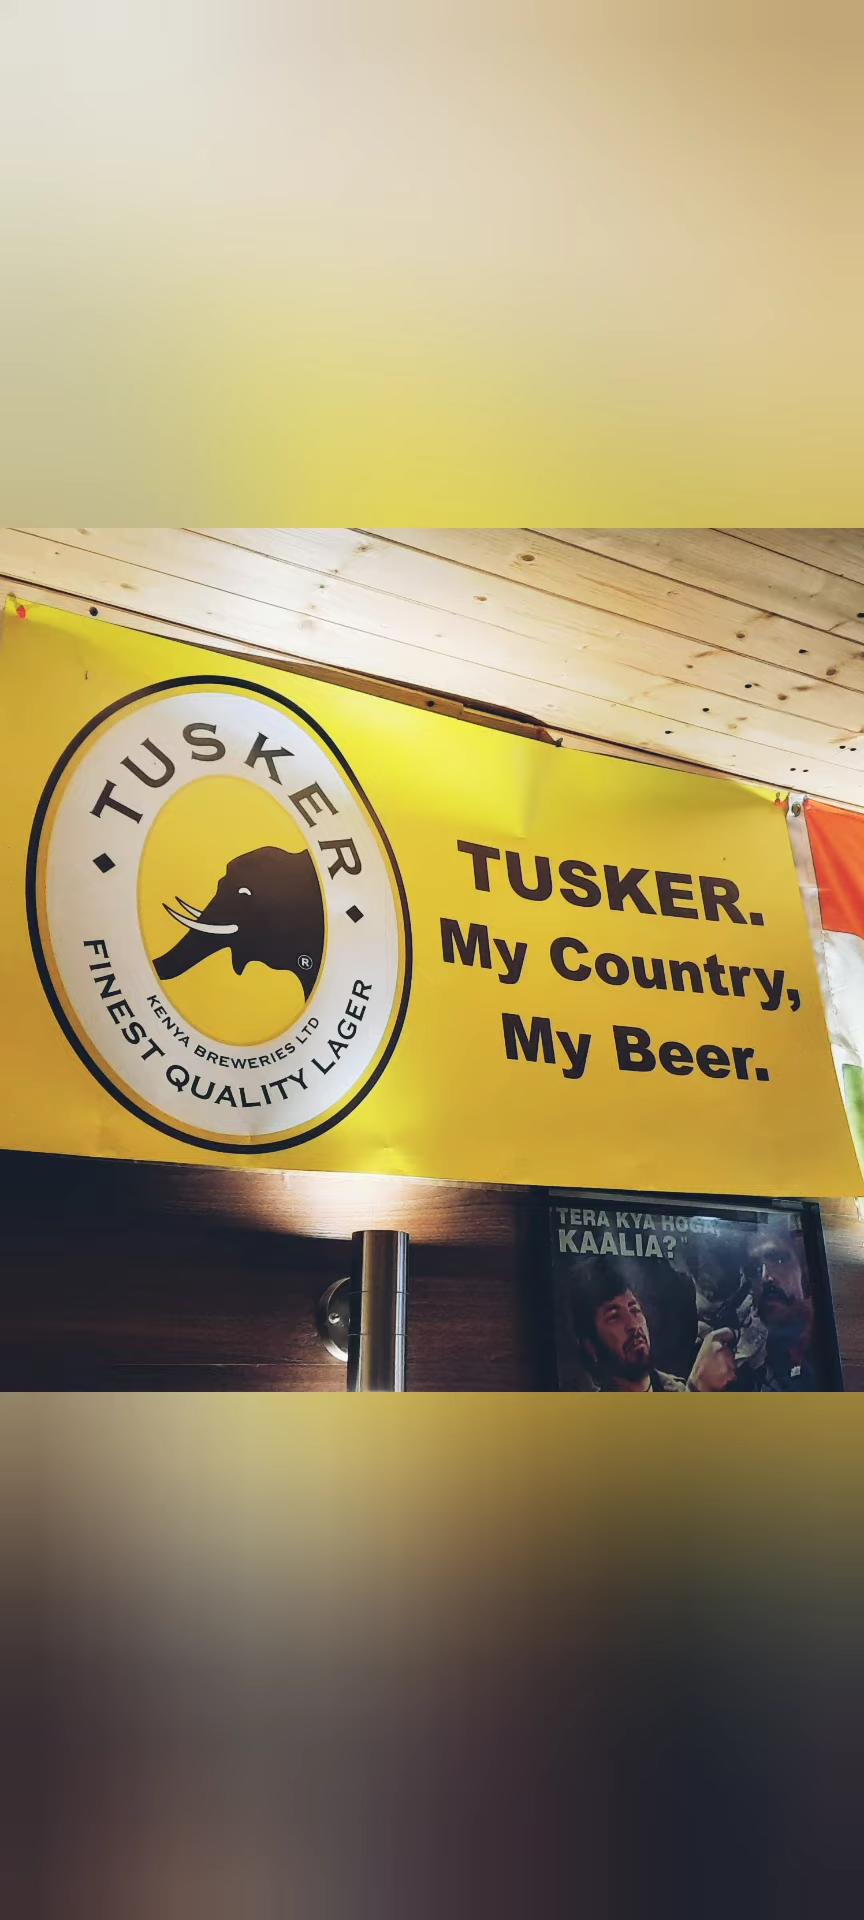 TUSKER
®
KENYA BREWERIES LTD
FINEST QUALITY LAGER
TUSKER.
My Country,
My Beer.
TERA KYA HOGA,
KAALIA?"